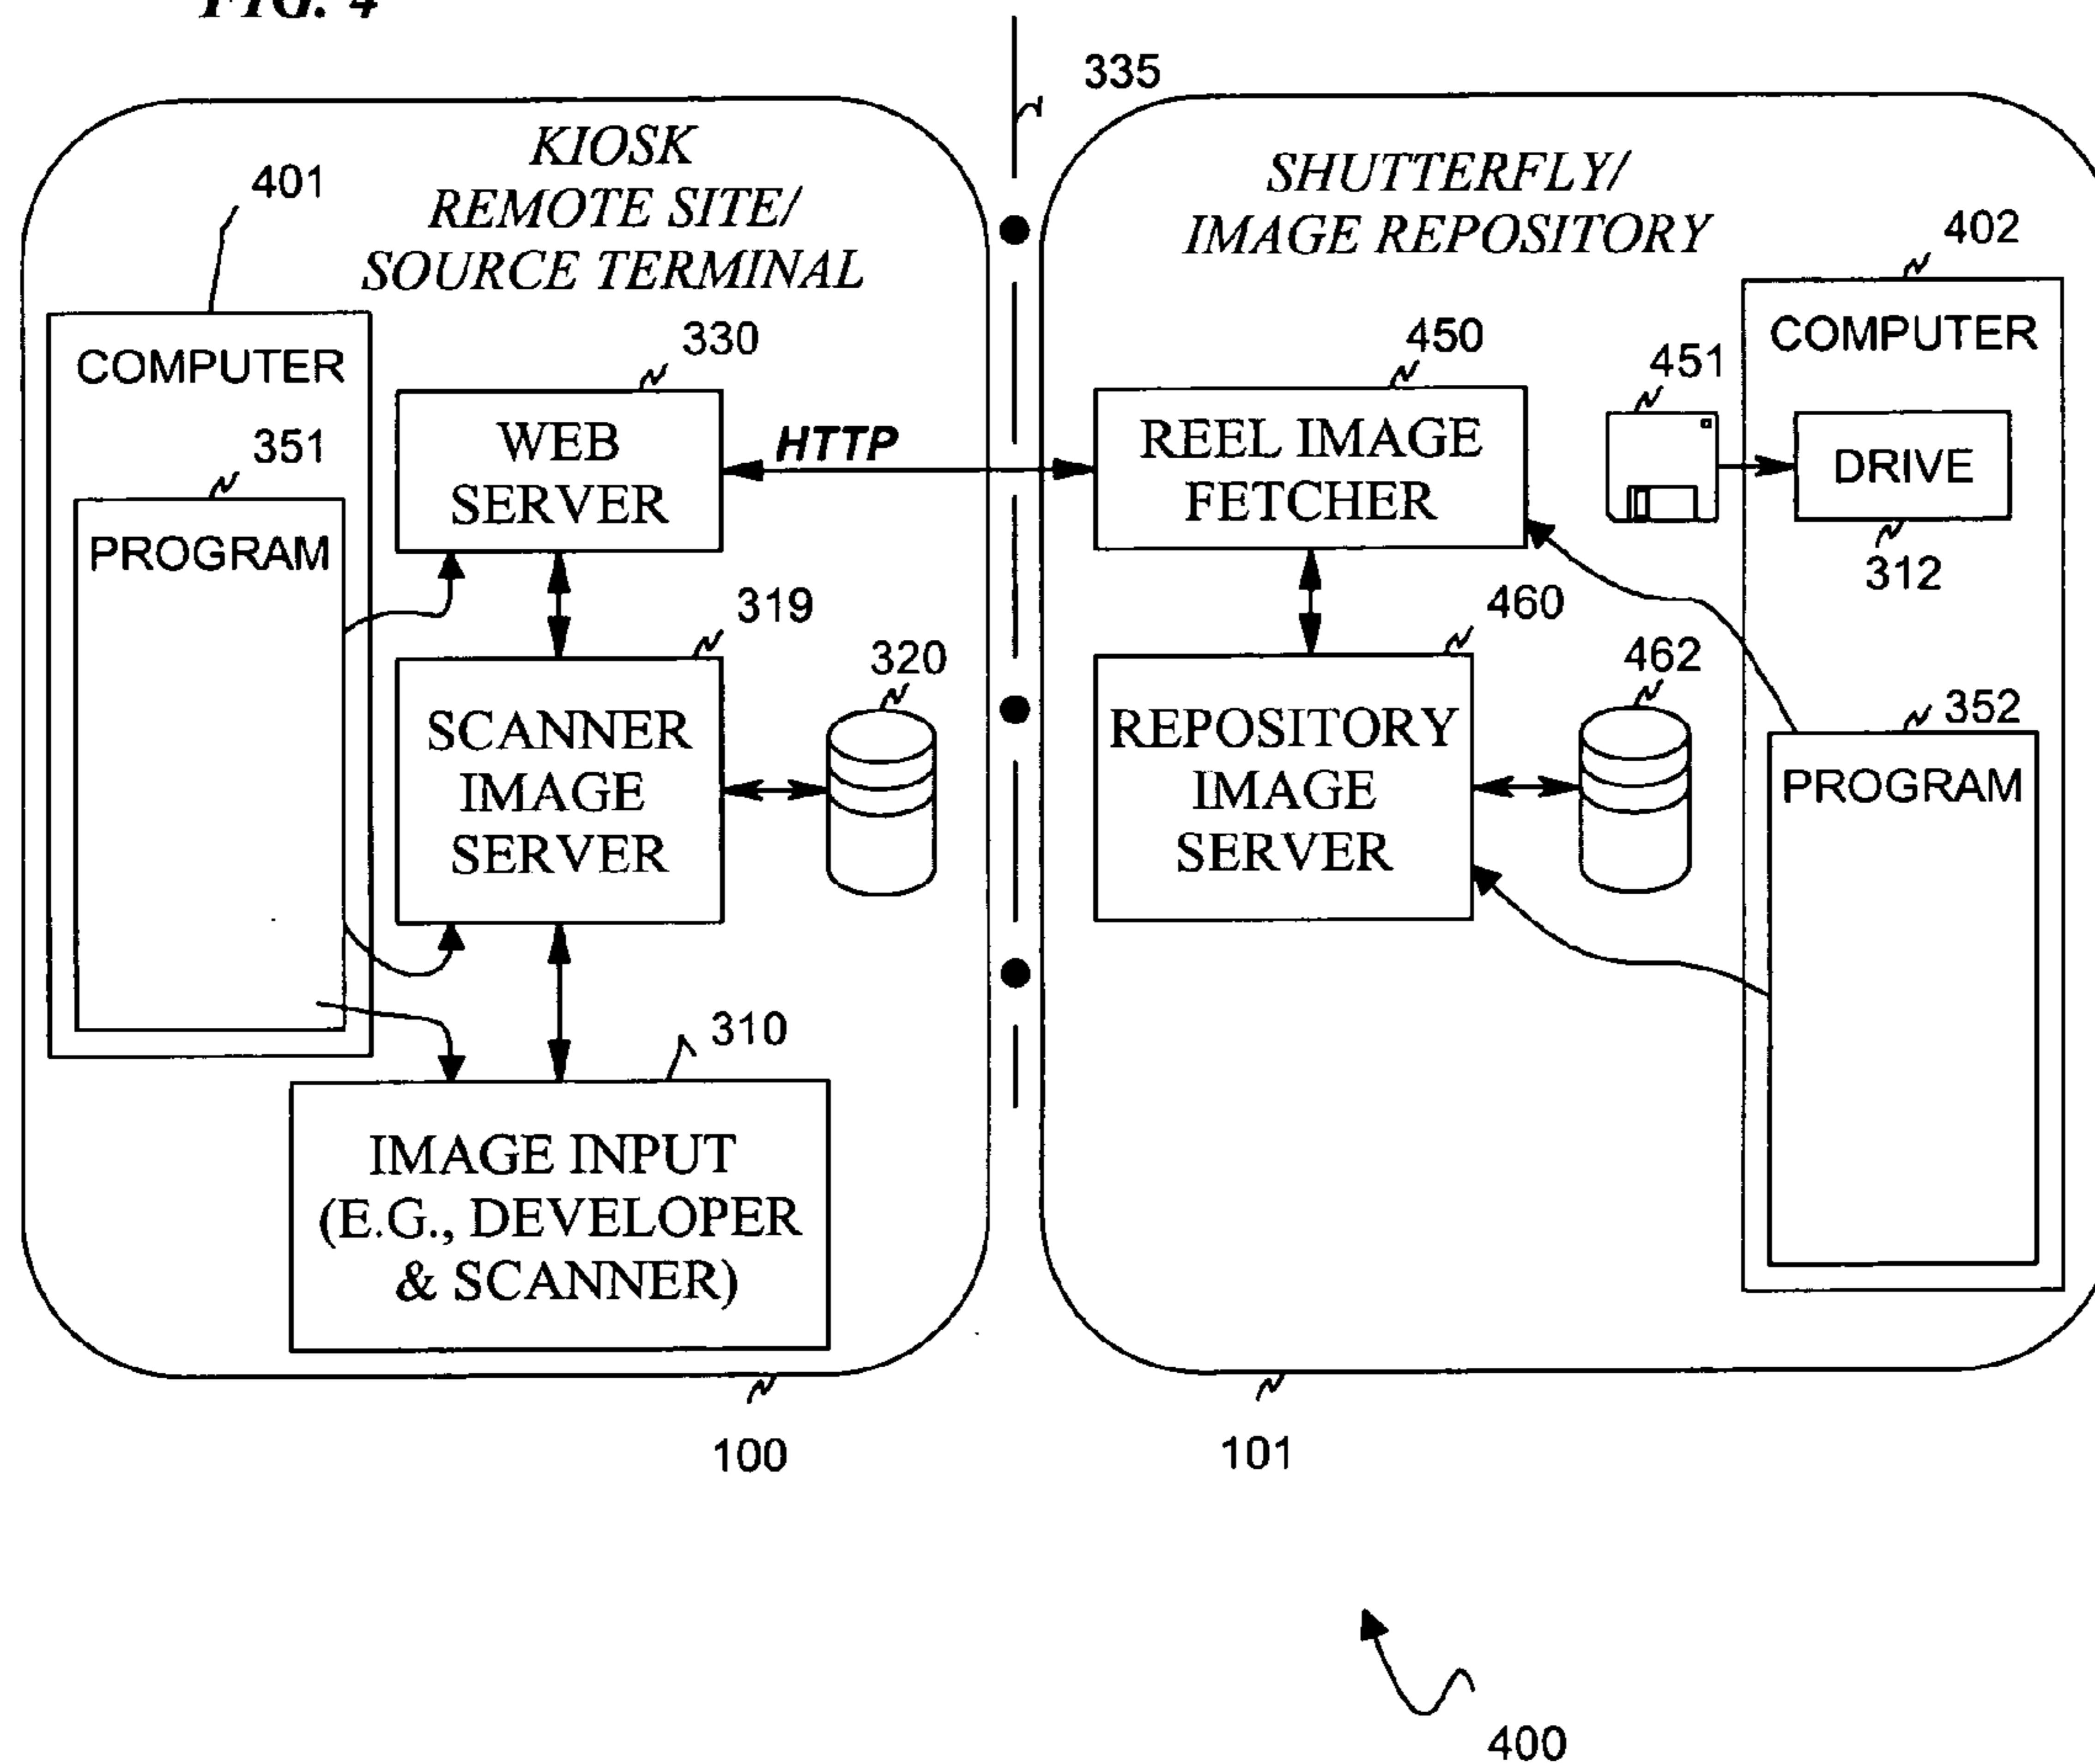 FIG. 4
335
KIOSK
REMOTE SITE/
SOURCE TERMINAL
401
COMPUTER
351
PROGRAM
330
WEB
SERVER
HTTP
319
SCANNER
IMAGE
SERVER
320
310
IMAGE INPUT
(E.G., DEVELOPER
& SCANNER)
100
SHUTTERFLY/
IMAGE REPOSITORY
402
COMPUTER
450
REEL IMAGE
FETCHER
451
DRIVE
312
460
REPOSITORY
IMAGE
SERVER
462
352
PROGRAM
101
400